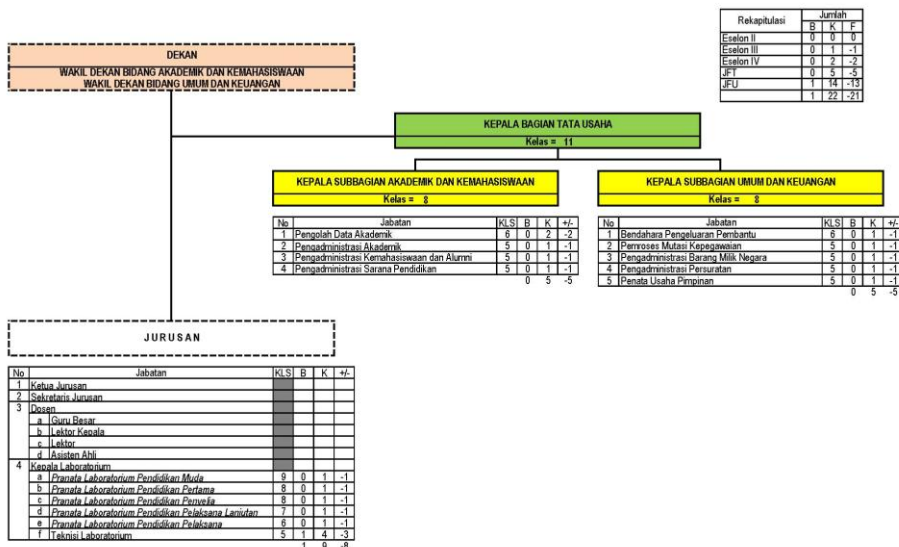 Rekapitulasi Jumlah
B K F
Eselon II 0 0 0
Eselon III 0 1 -1
Eselon IV 0 2 -2
JFT 0 5 -5
JFU 1 14 -13
1 22 -21
DEKAN
WAKIL DEKAN BIDANG AKADEMIK DAN KEMAHASISWAAN
WAKIL DEKAN BIDANG UMUM DAN KEUANGAN
KEPALA BAGIAN TATA USAHA
Kelas = 11
KEPALA SUBBAGIAN AKADEMIK DAN KEMAHASISWAAN
Kelas = 8
No Jabatan KLS B K +/-
1 Pengolah Data Akademik 6 0 2 -2
2 Pengadministrasi Akademik 5 0 1 -1
3 Pengadministrasi Kemahasiswaan dan Alumni 5 0 1 -1
4 Pengadministrasi Sarana Pendidikan 5 0 1 -1
0 5 -5
KEPALA SUBBAGIAN UMUM DAN KEUANGAN
Kelas = 8
No Jabatan KLS B K +/-
1 Bendahara Pengeluaran Pembantu 6 0 1 -1
2 Pemroses Mutasi Kepegawaian 5 0 1 -1
3 Pengadministrasi Barang Milik Negara 5 0 1 -1
4 Pengadministrasi Persuratan 5 0 1 -1
5 Penata Usaha Pimpinan 5 0 1 -1
0 5 -5
JURUSAN
No Jabatan KLS B K +/-
1 Ketua Jurusan
2 Sekretaris Jurusan
3 Dosen
a Guru Besar
b Lektor Kepala
c Lektor
d Asisten Ahli
4 Kepala Laboratorium
a Pranata Laboratorium Pendidikan Muda 9 0 1 -1
b Pranata Laboratorium Pendidikan Pertama 8 0 1 -1
c Pranata Laboratorium Pendidikan Penyelia 8 0 1 -1
d Pranata Laboratorium Pendidikan Pelaksana Lanjutan 7 0 1 -1
e Pranata Laboratorium Pendidikan Pelaksana 6 0 1 -1
f Teknisi Laboratorium 5 1 4 -3
1 9 -8